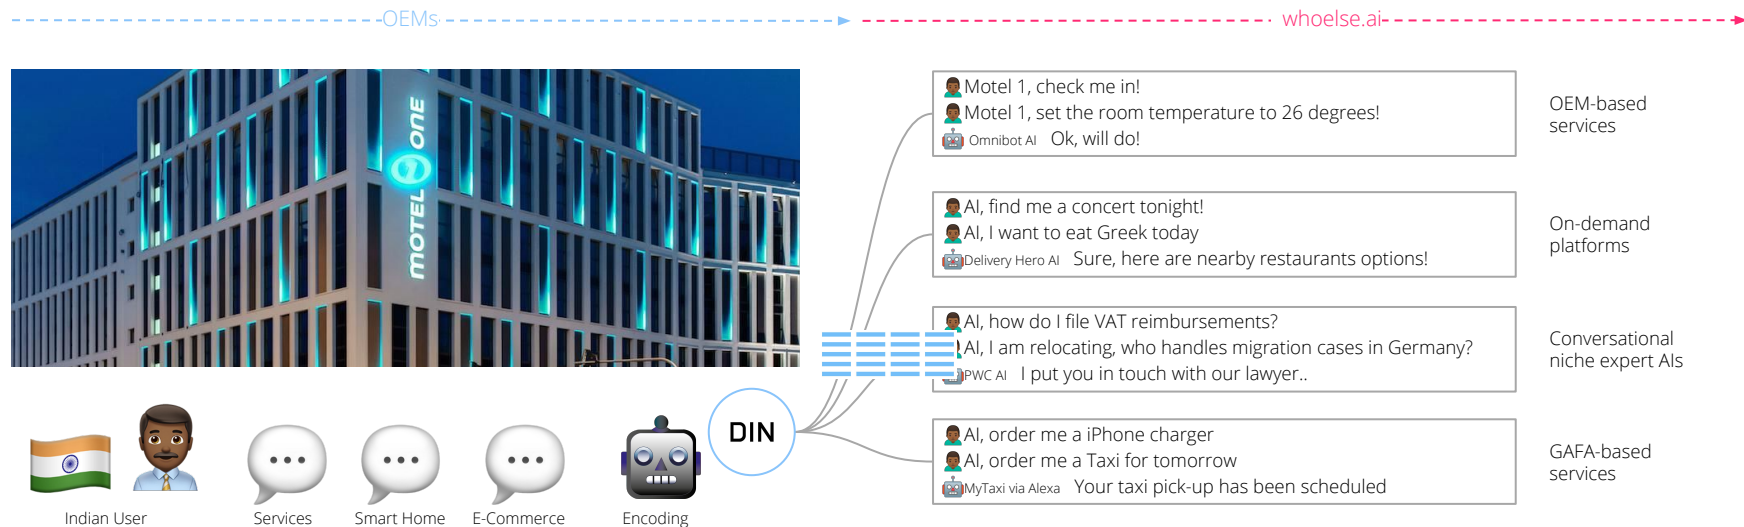 OEMs
whoelse.ai
MOTEL ONE
Motel 1, check me in!
Motel 1, set the room temperature to 26 degrees!
Omnibot AI Ok, will do!
OEM-based
services
AI, find me a concert tonight!
AI, I want to eat Greek today
Delivery Hero AI Sure, here are nearby restaurants options!
On-demand
platforms
AI, how do I file VAT reimbursements?
AI, I am relocating, who handles migration cases in Germany?
PWC AI I put you in touch with our lawyer..
Conversational
niche expert AIs
DIN
AI, order me a iPhone charger
AI, order me a Taxi for tomorrow
MyTaxi via Alexa Your taxi pick-up has been scheduled
GAFA-based
services
Indian User
Services
Smart Home
E-Commerce
Encoding